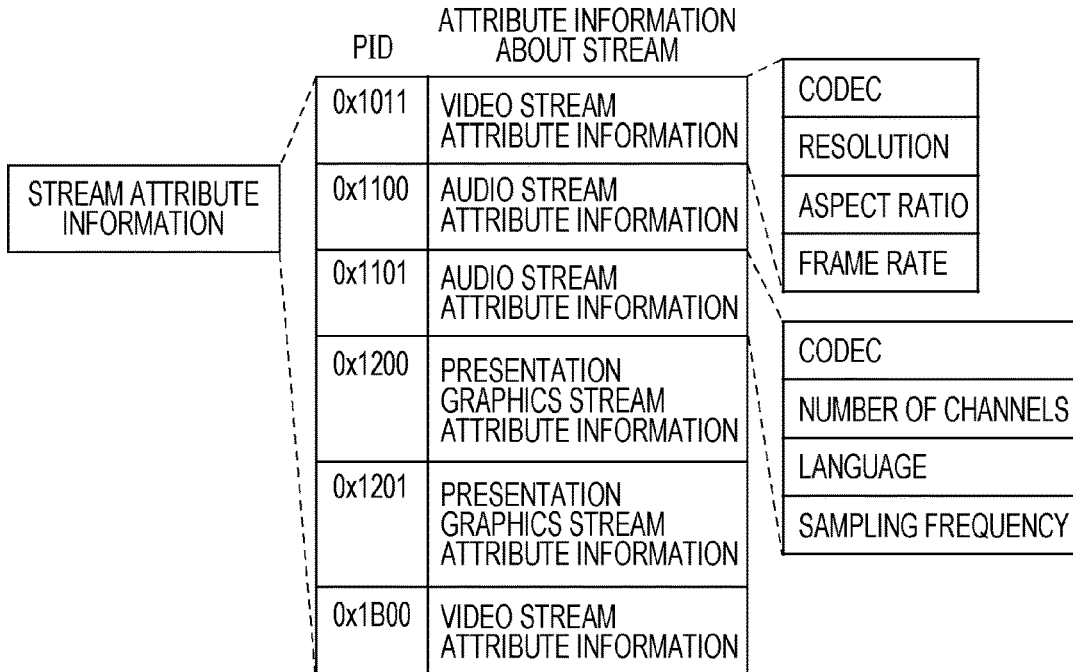 PID
ATTRIBUTE INFORMATION
ABOUT STREAM
STREAM ATTRIBUTE
INFORMATION
0x1011
VIDEO STREAM
ATTRIBUTE INFORMATION
0x1100
AUDIO STREAM
ATTRIBUTE INFORMATION
0x1101
AUDIO STREAM
ATTRIBUTE INFORMATION
0x1200
PRESENTATION
GRAPHICS STREAM
ATTRIBUTE INFORMATION
0x1201
PRESENTATION
GRAPHICS STREAM
ATTRIBUTE INFORMATION
0x1B00
VIDEO STREAM
ATTRIBUTE INFORMATION
CODEC
RESOLUTION
ASPECT RATIO
FRAME RATE
CODEC
NUMBER OF CHANNELS
LANGUAGE
SAMPLING FREQUENCY